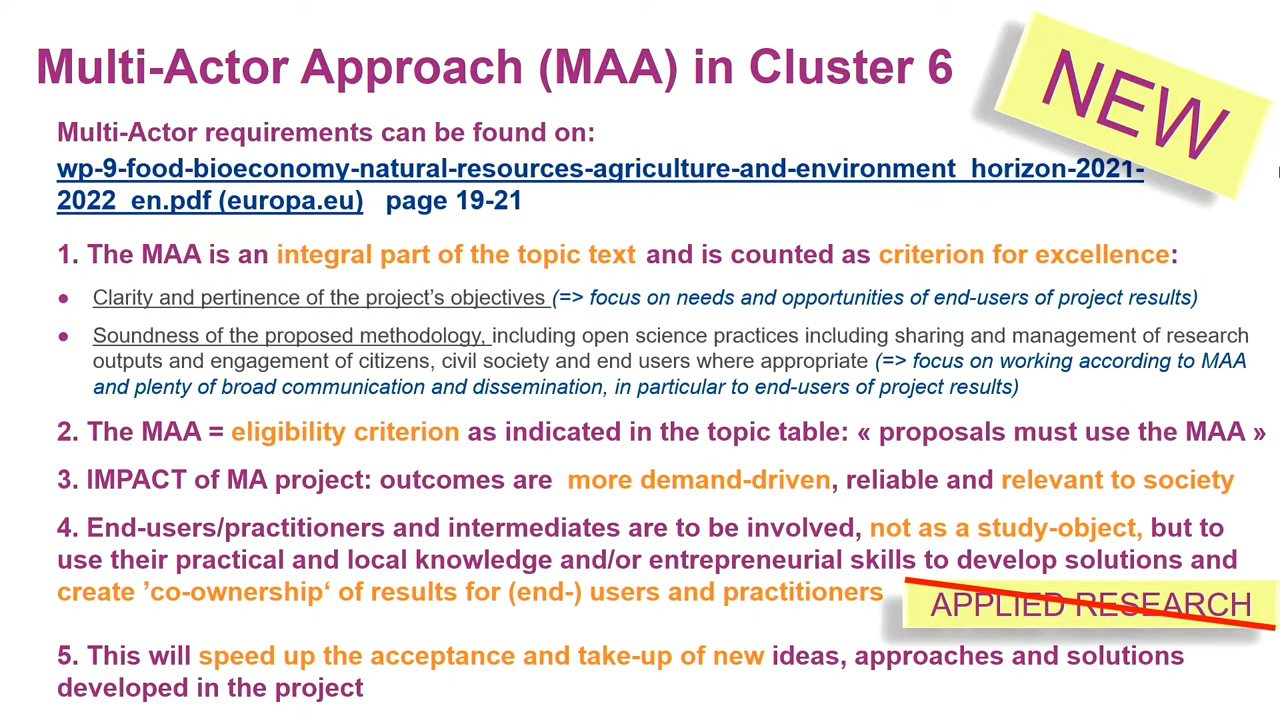 Multi-Actor Approach (MAA) in Cluster 6
NEW
Multi-Actor requirements can be found on:
wp-9-food-bioeconomy-natural-resources-agriculture-and-environment_horizon-2021-
2022_en.pdf (europa.eu) page 19-21
1. The MAA is an integral part of the topic text and is counted as criterion for excellence:
● Clarity and pertinence of the project's objectives (=> focus on needs and opportunities of end-users of project results)
● Soundness of the proposed methodology, including open science practices including sharing and management of research
outputs and engagement of citizens, civil society and end users where appropriate (=> focus on working according to MAA
and plenty of broad communication and dissemination, in particular to end-users of project results)
2. The MAA = eligibility criterion as indicated in the topic table: « proposals must use the MAA »
3. IMPACT of MA project: outcomes are more demand-driven, reliable and relevant to society
4. End-users/practitioners and intermediates are to be involved, not as a study-object, but to
use their practical and local knowledge and/or entrepreneurial skills to develop solutions and
create ’co-ownership‘ of results for (end-) users and practitioners
APPLIED RESEARCH
5. This will speed up the acceptance and take-up of new ideas, approaches and solutions
developed in the project